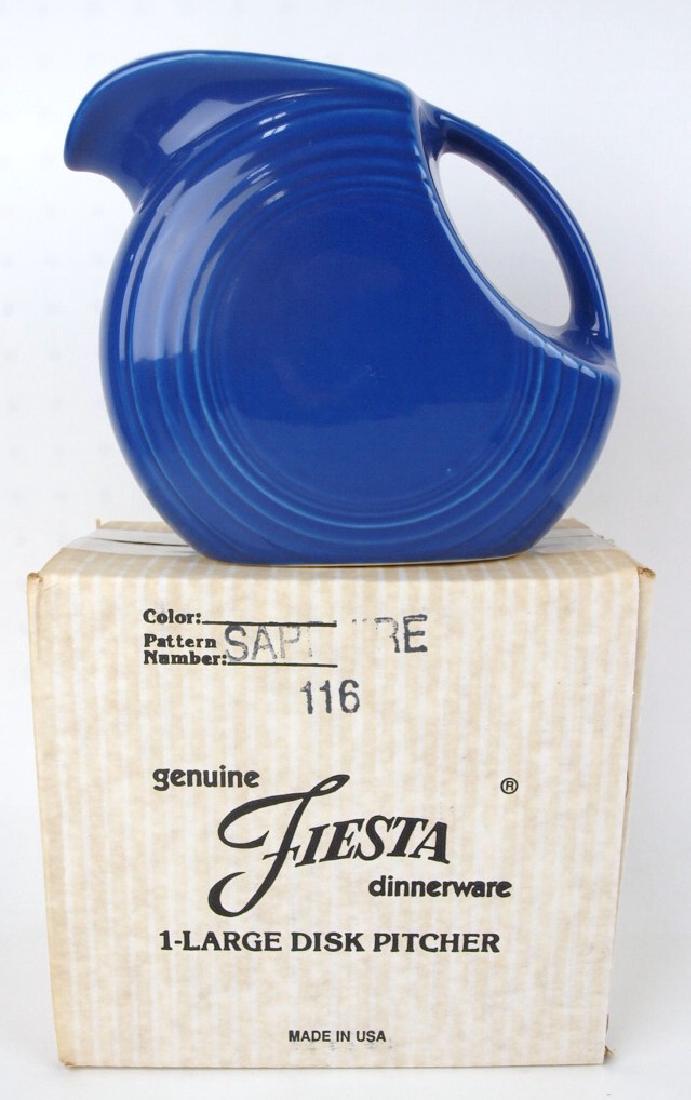 Color:
Pattern
Number:
116
genuine
FIESTA ®
dinnerware
1-LARGE DISK PITCHER
MADE IN USA